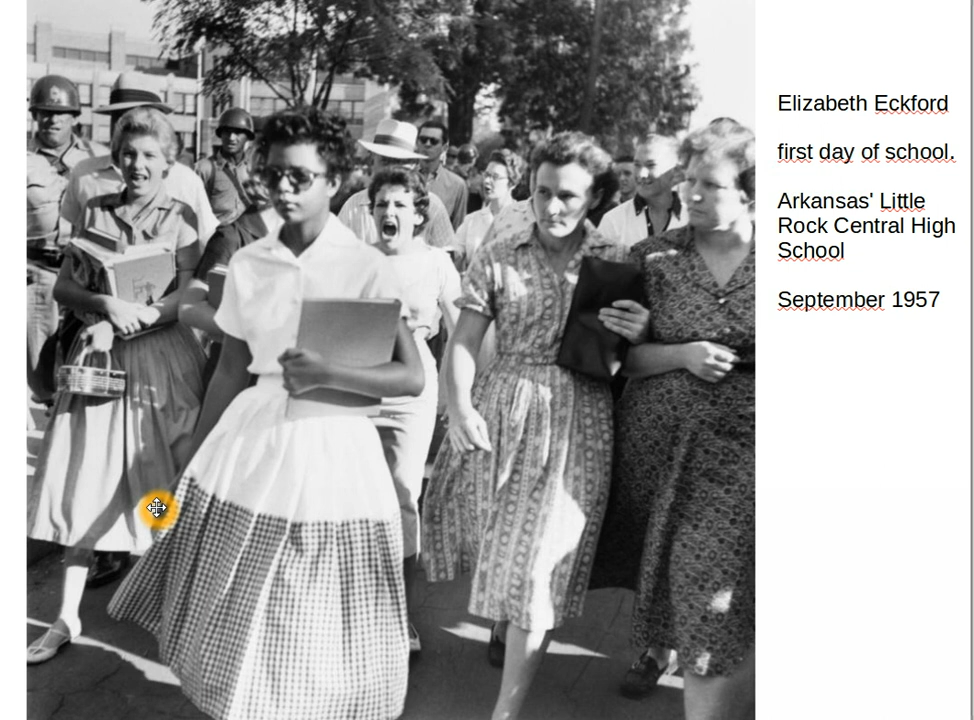 Elizabeth Eckford
first day of school,
Arkansas' Little
Rock Central High
School
September 1957